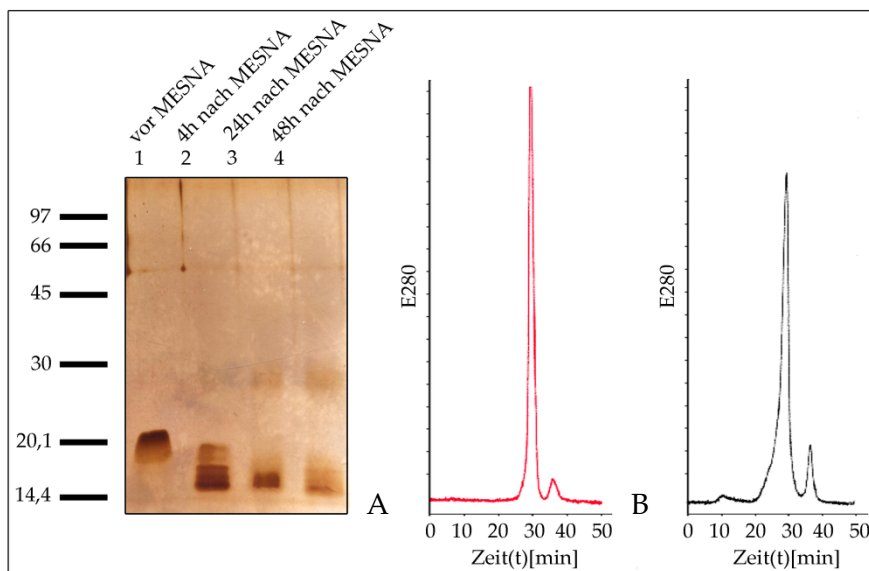 vor MESNA
4h nach MESNA
24h nach MESNA
48h nach MESNA
1 2 3 4
97
66
45
30
20,1
14,4
A
E280
0 10 20 30 40 50
Zeit(t)[min]
B
E280
0 10 20 30 40 50
Zeit(t)[min]